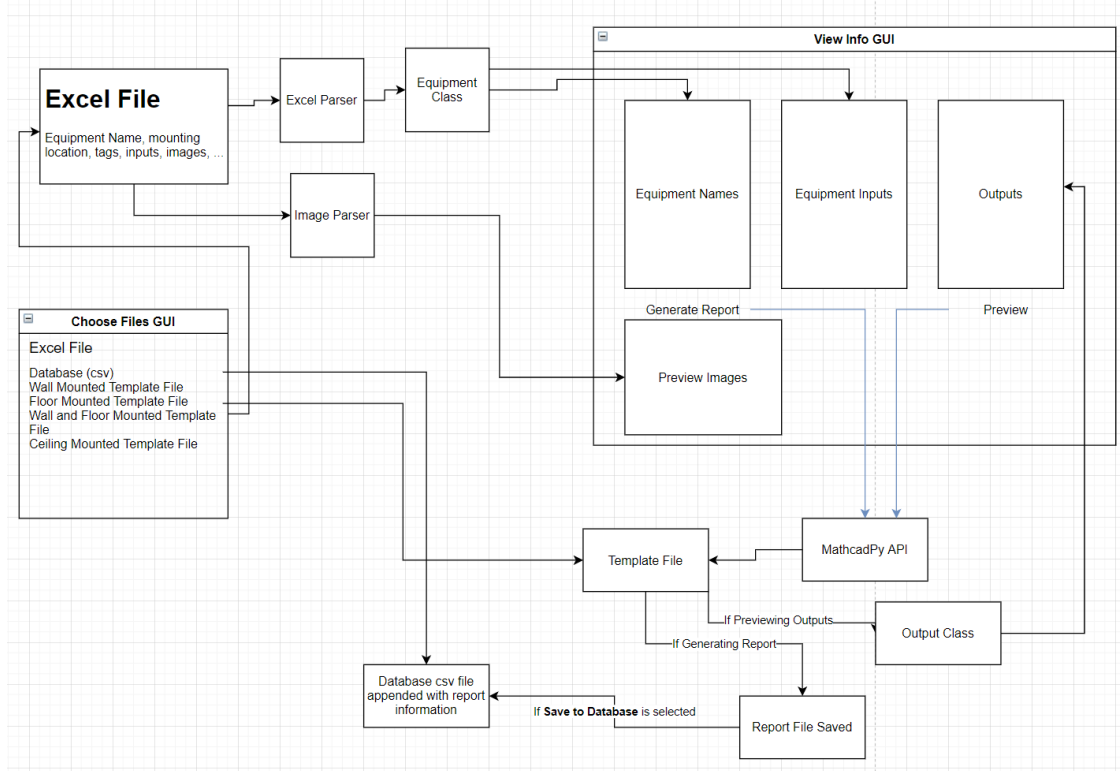 View Info GUI
Excel File
Equipment Name, mounting
location, tags, inputs, images, ...
Excel Parser
Equipment
Class
Equipment Names
Equipment Inputs
Outputs
Image Parser
Generate Report
Preview
Preview Images
Choose Files GUI
Excel File
Database (csv)
Wall Mounted Template File
Floor Mounted Template File
Wall and Floor Mounted Template
File
Ceiling Mounted Template File
MathcadPy API
Template File
If Previewing Outputs
Output Class
If Generating Report
Database csv file
appended with report
information
If Save to Database is selected
Report File Saved